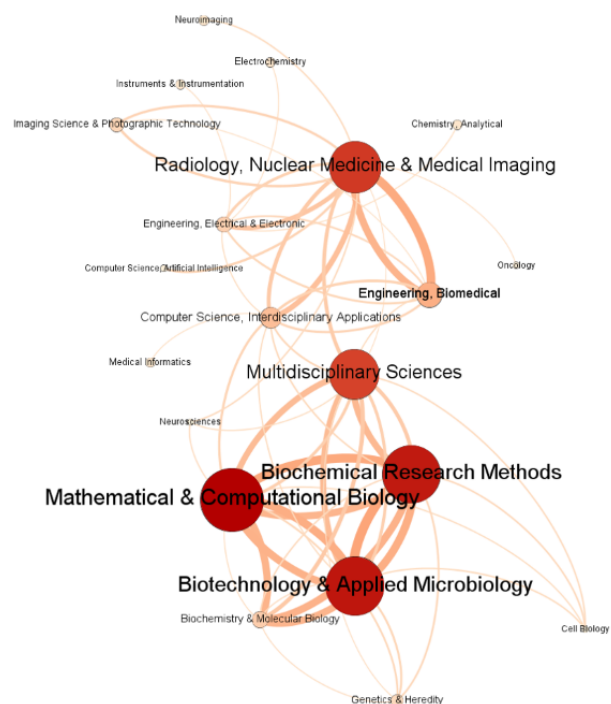 Neuroimaging
Electrochemistry
Instruments & Instrumentation
Imaging Science & Photographic Technology
Chemistry, Analytical
Radiology, Nuclear Medicine & Medical Imaging
Engineering, Electrical & Electronic
Computer Science, Artificial Intelligence
Oncology
Engineering, Biomedical
Computer Science, Interdisciplinary Applications
Medical Informatics
Multidisciplinary Sciences
Neurosciences
Biochemical Research Methods
Mathematical & Computational Biology
Biotechnology & Applied Microbiology
Biochemistry & Molecular Biology
Cell Biology
Genetics & Heredity